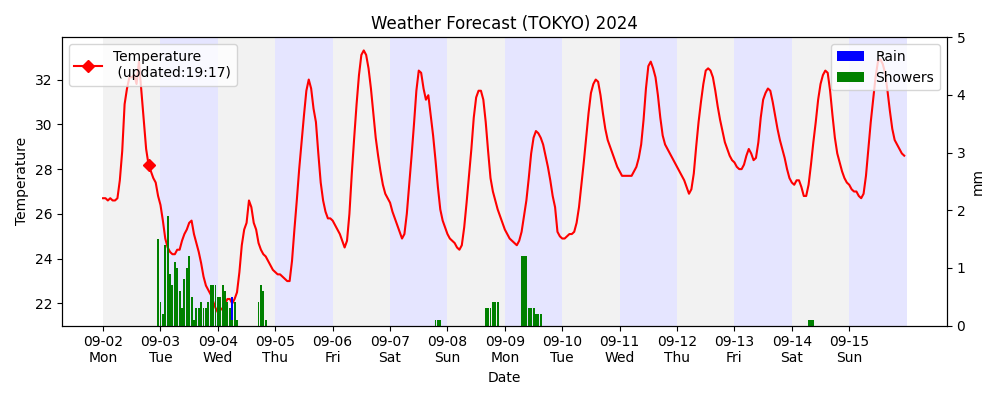 Weather Forecast (TOKYO) 2024
Temperature
(updated:19:17)
Rain
Showers
Temperature
32
30
28
26
24
22
5
4
3
2
1
0
mm
09-02 09-03 09-04 09-05 09-06 09-07 09-08 09-09 09-10 09-11 09-12 09-13 09-14 09-15
Mon Tue Wed Thu Fri Sat Sun Mon Tue Wed Thu Fri Sat Sun
Date